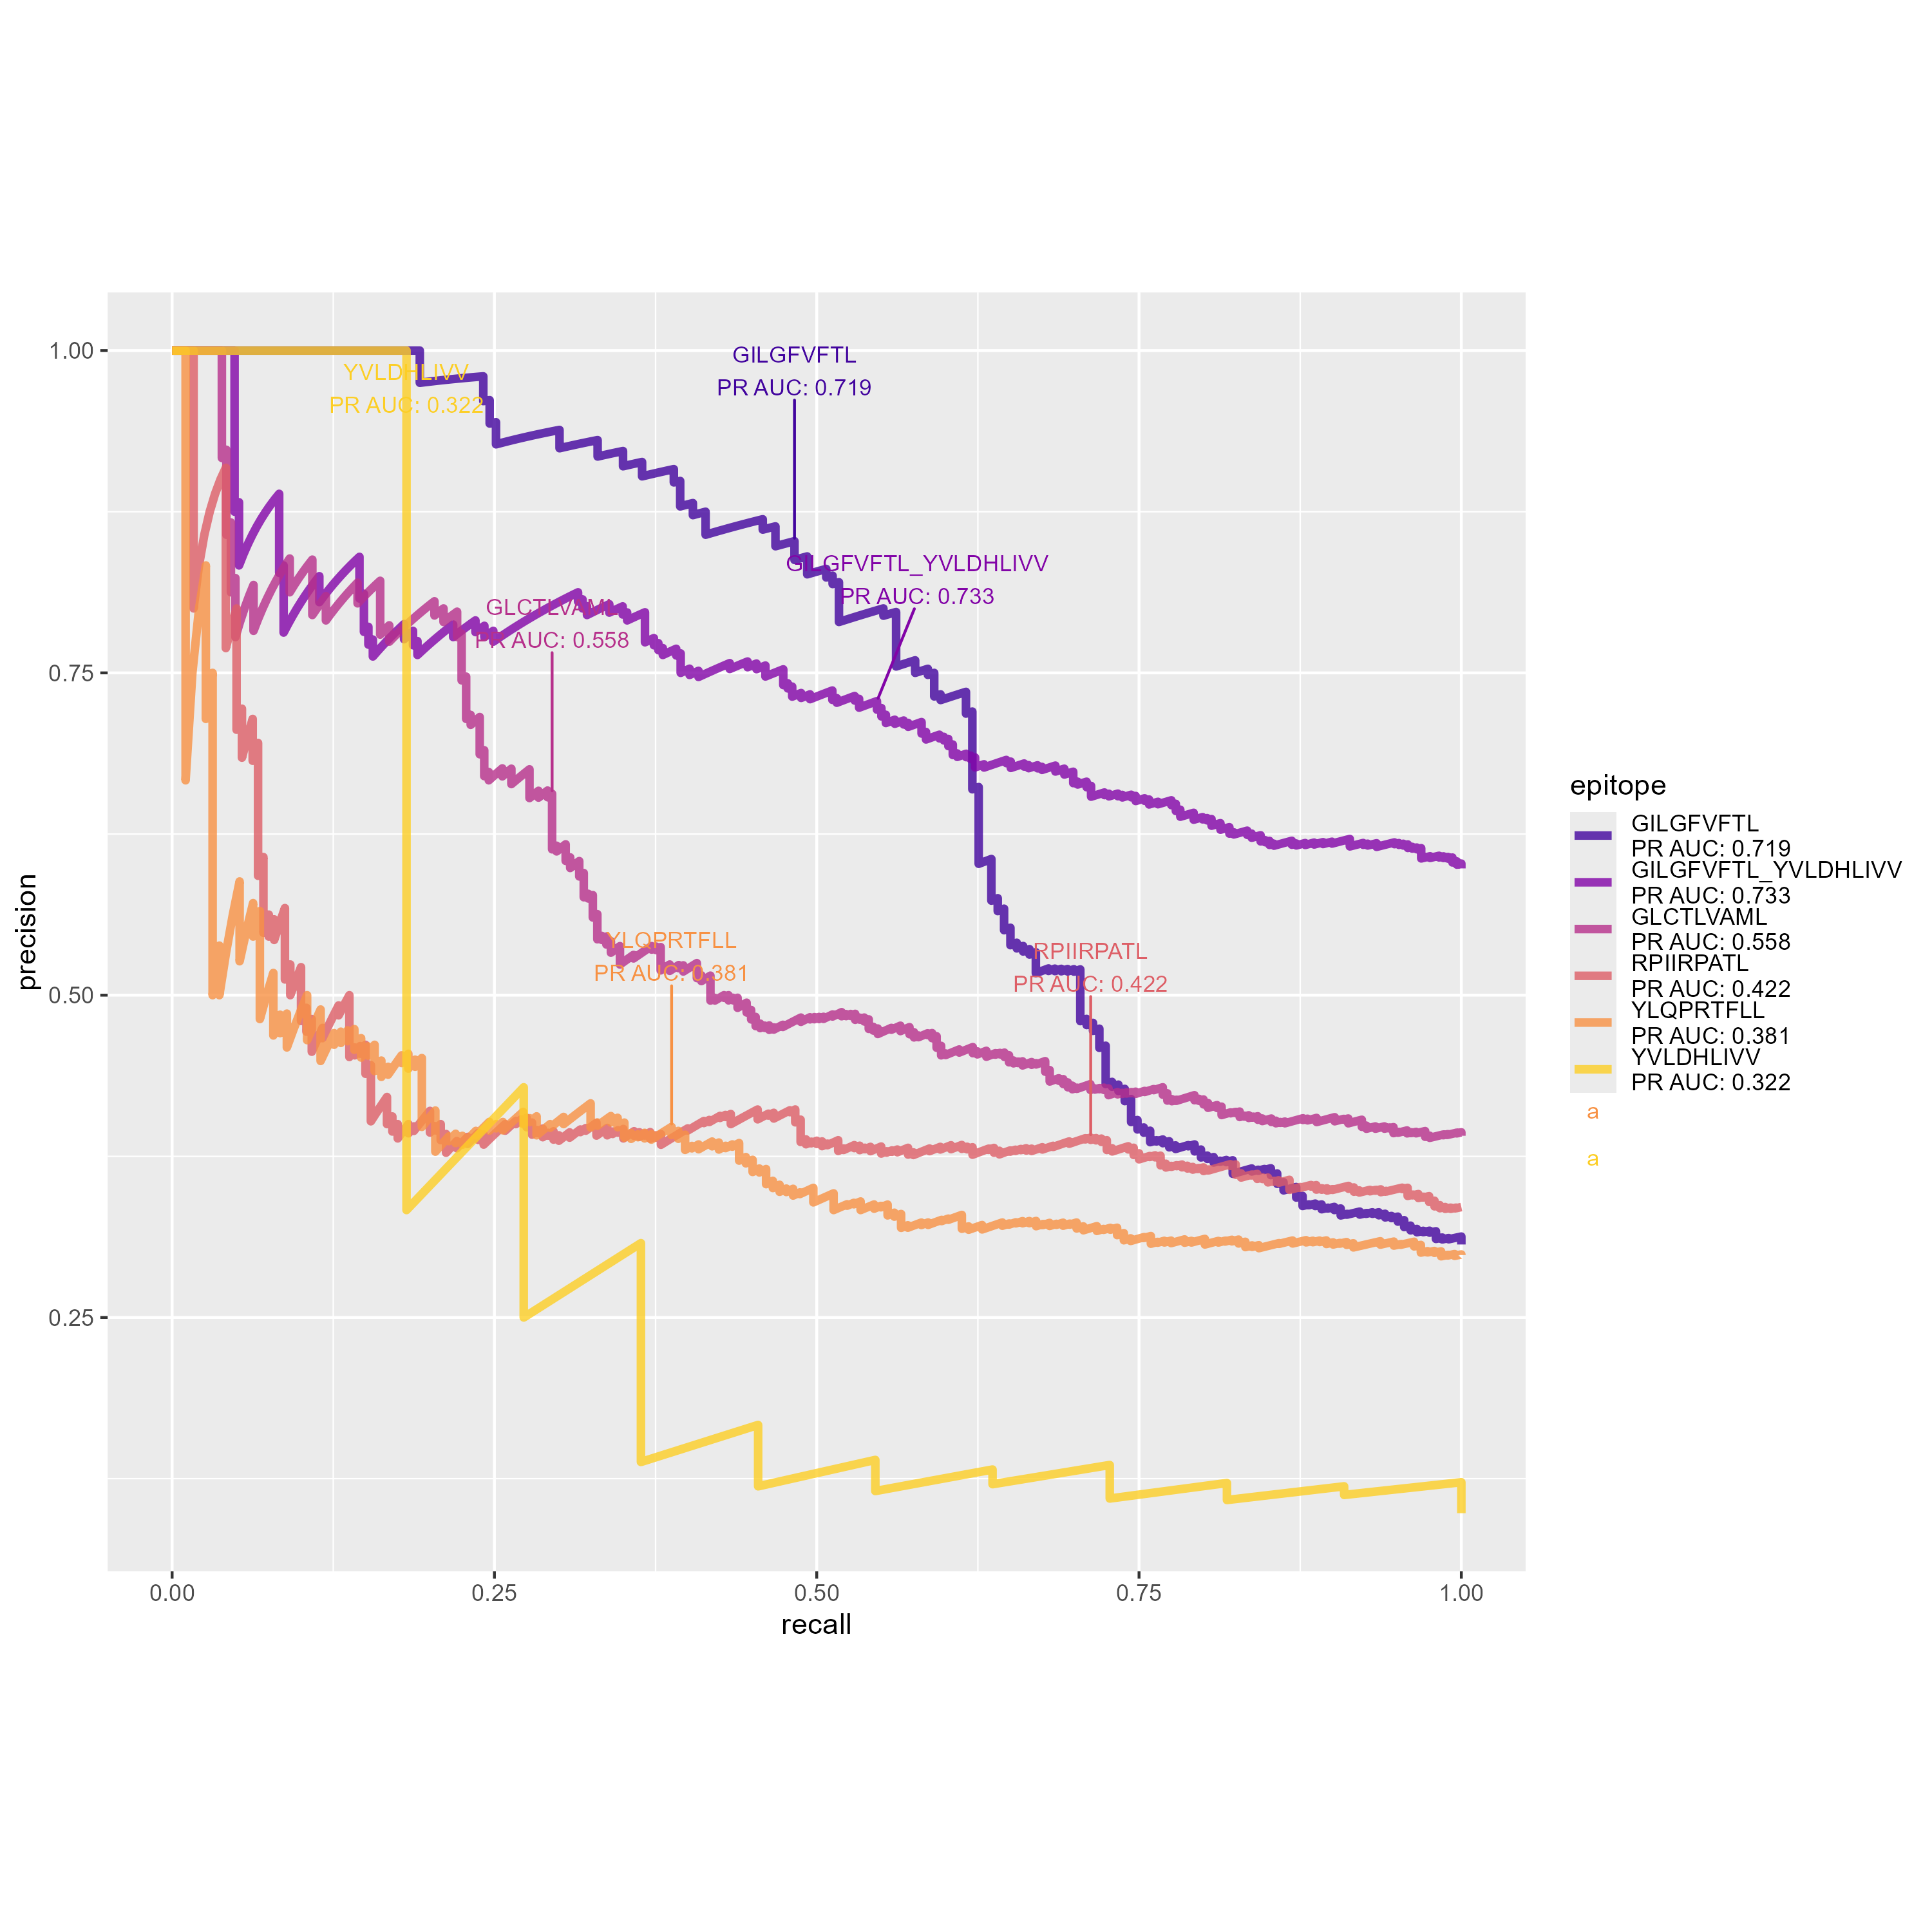 1.00
0.75
0.50
0.25
precision
0.00
0.25
0.50
0.75
1.00
recall
YVLDHLIVV
PR AUC: 0.322
GILGFVFTL
PR AUC: 0.719
GILGFVFTL_YVLDHLIVV
PR AUC: 0.733
GLCTLVAML
PR AUC: 0.558
YLQPRTFLL
PR AUC: 0.381
RPIIRPATL
PR AUC: 0.422
epitope
GILGFVFTL
PR AUC: 0.719
GILGFVFTL_YVLDHLIVV
PR AUC: 0.733
GLCTLVAML
PR AUC: 0.558
RPIIRPATL
PR AUC: 0.422
YLQPRTFLL
PR AUC: 0.381
YVLDHLIVV
PR AUC: 0.322
a
a